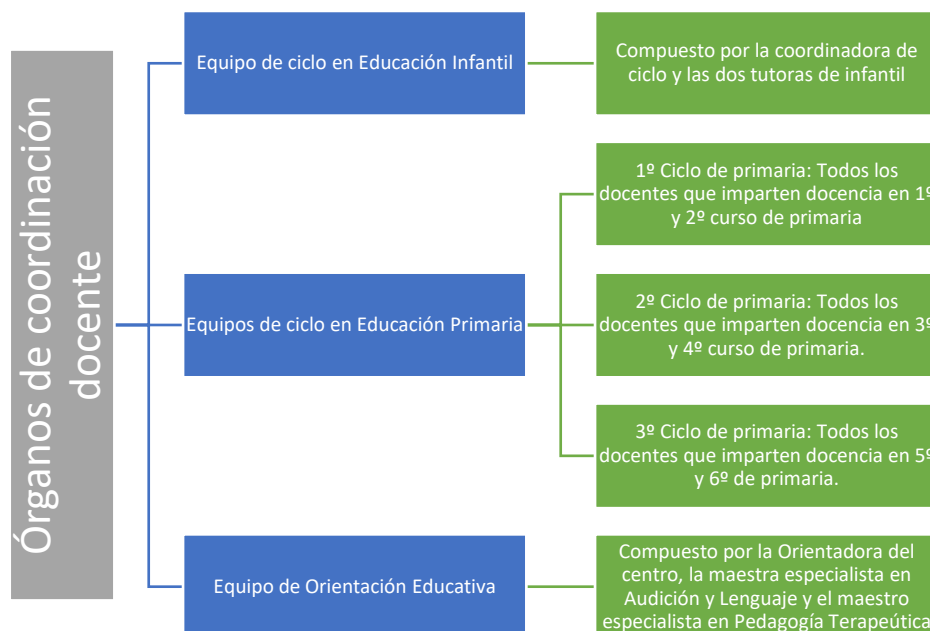 Órganos de coordinación
docente
Equipo de ciclo en Educación Infantil
Compuesto por la coordinadora de
ciclo y las dos tutoras de infantil
Equipos de ciclo en Educación Primaria
1º Ciclo de primaria: Todos los
docentes que imparten docencia en 1º
y 2º curso de primaria
2º Ciclo de primaria: Todos los
docentes que imparten docencia en 3º
y 4º curso de primaria.
3º Ciclo de primaria: Todos los
docentes que imparten docencia en 5º
y 6º de primaria.
Equipo de Orientación Educativa
Compuesto por la Orientadora del
centro, la maestra especialista en
Audición y Lenguaje y el maestro
especialista en Pedagogía Terapeútica